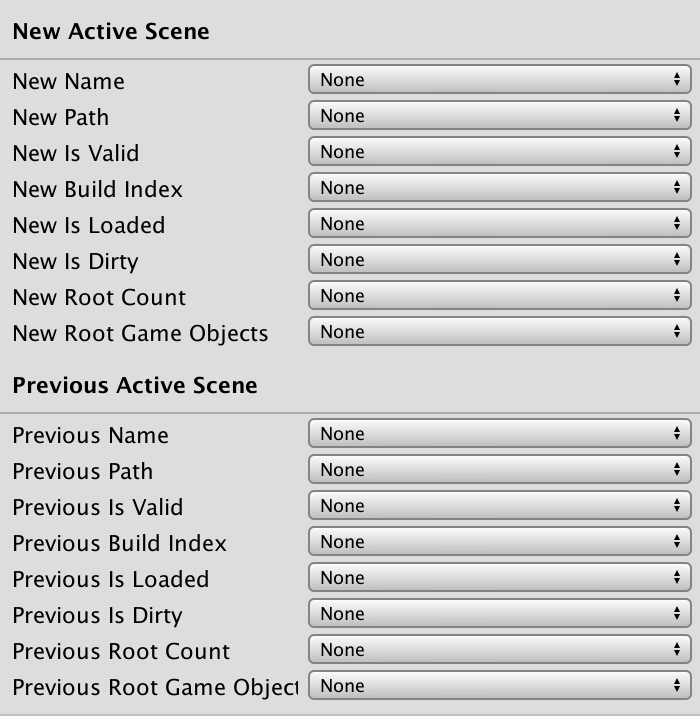 New Active Scene
New Name None
New Path None
New Is Valid None
New Build Index None
New Is Loaded None
New Is Dirty None
New Root Count None
New Root Game Objects None
Previous Active Scene
Previous Name None
Previous Path None
Previous Is Valid None
Previous Build Index None
Previous Is Loaded None
Previous Is Dirty None
Previous Root Count None
Previous Root Game Object None